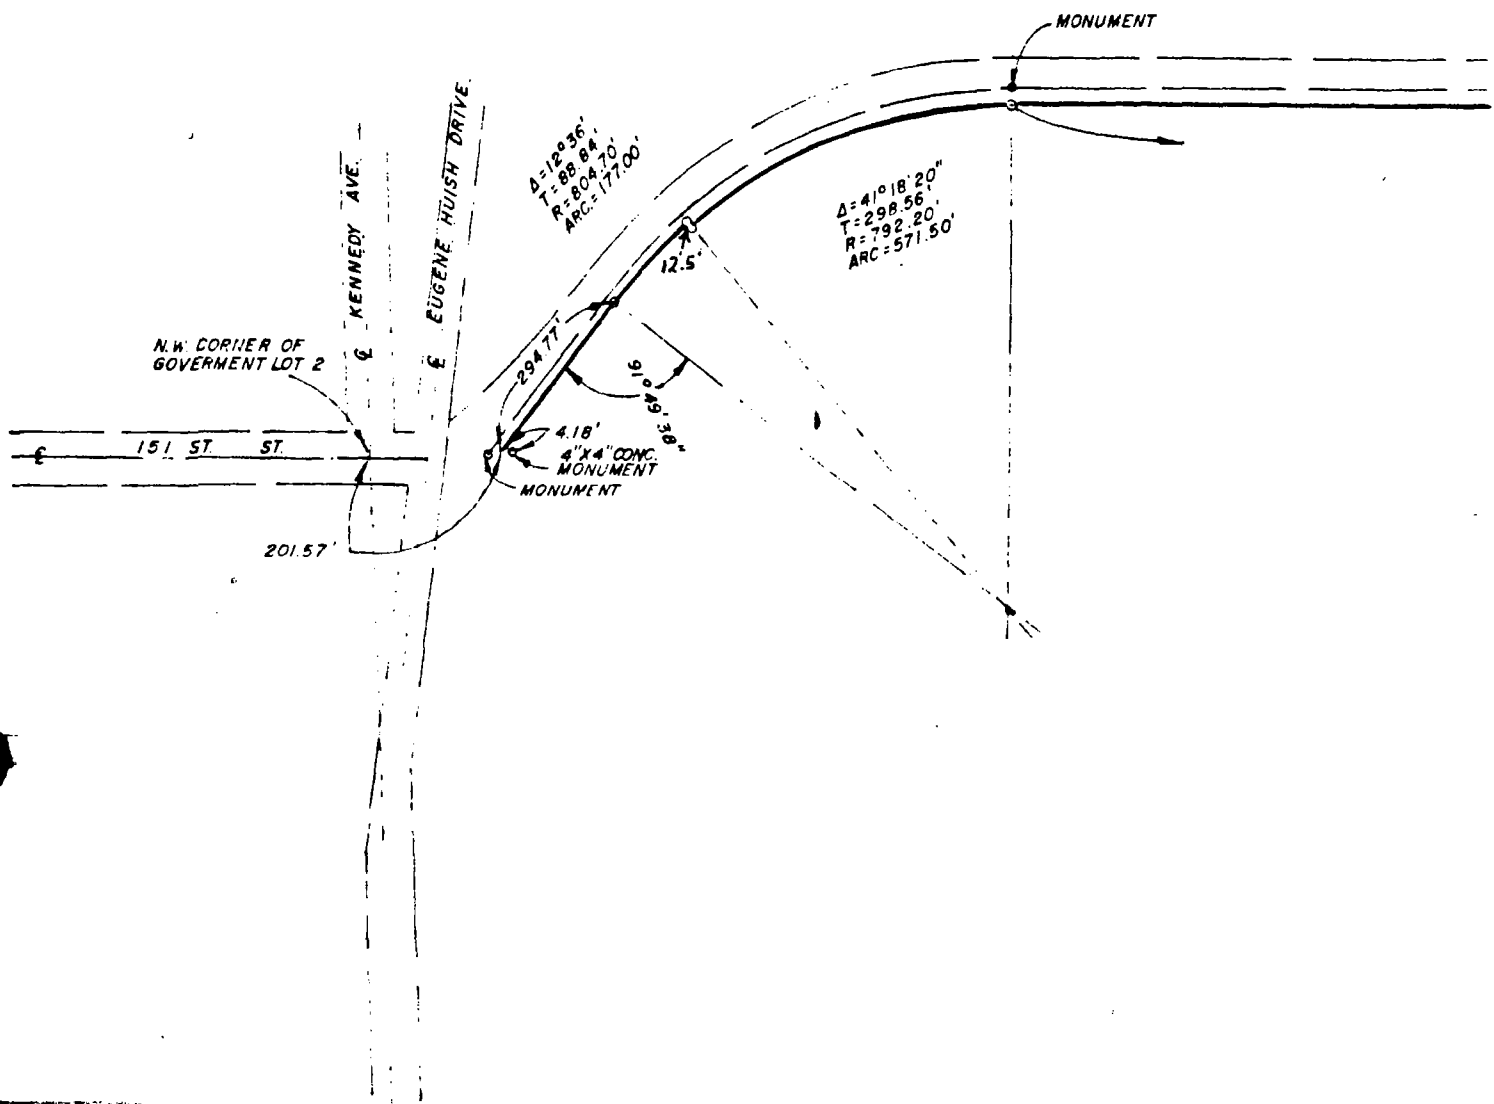 MONUMENT
Δ=12°36'
T=88.84'
R=804.70'
ARC.=177.00'
℄ KENNEDY AVE.
℄ EUGENE HUISH DRIVE.
Δ=41°18'20"
T=298.56'
R=792.20'
ARC=571.50'
12.5'
N.W. CORNER OF
GOVERMENT LOT 2
294.77'
91°49'38"
℄ 151 ST. ST.
4.18'
4"X4" CONC.
MONUMENT
MONUMENT
201.57'